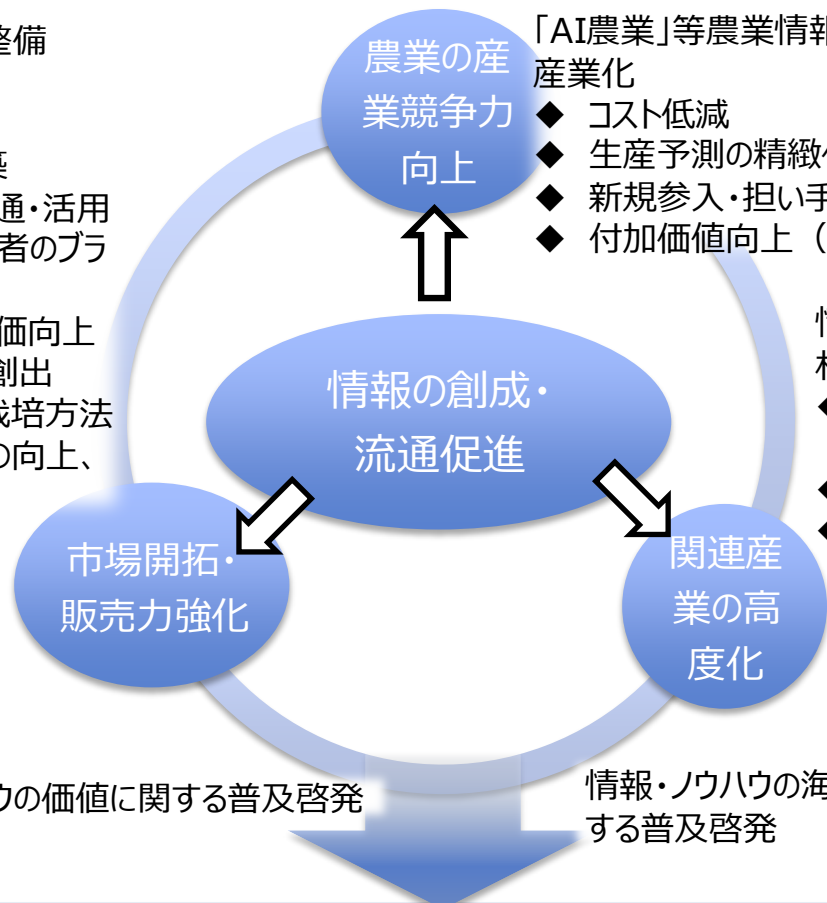 整備
築
通・活用
者のブラ
価向上
創出
栽培方法
の向上、
農業の産
業競争力
向上
「AI農業」等農業情報
産業化
◆ コスト低減
◆ 生産予測の精緻
◆ 新規参入・担い手
◆ 付加価値向上（
情報の創成・
流通促進
◆
◆
◆
市場開拓・
販売力強化
関連産
業の高
度化
ウの価値に関する普及啓発
情報・ノウハウの海
する普及啓発